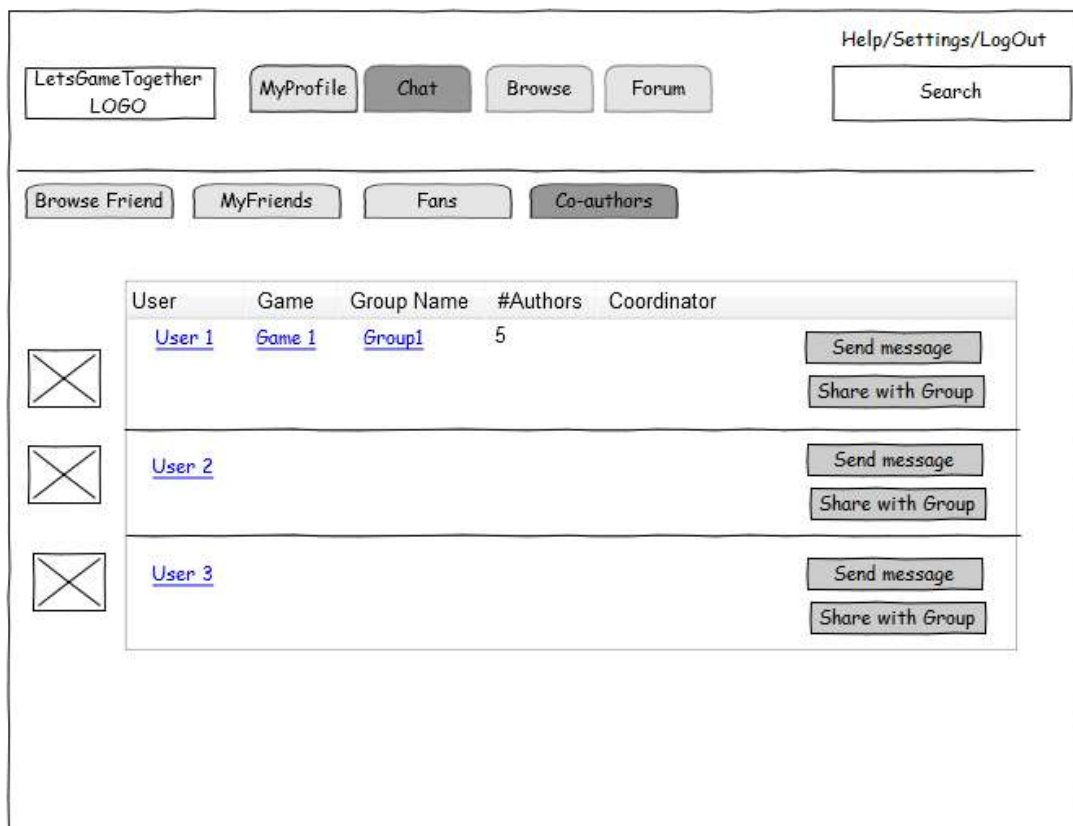 Help/Settings/LogOut
LetsGameTogether
LOGO
MyProfile Chat Browse Forum Search
Browse Friend MyFriends Fans Co-authors
User Game Group Name #Authors Coordinator
User 1 Game 1 Group1 5 Send message
Share with Group
User 2 Send message
Share with Group
User 3 Send message
Share with Group